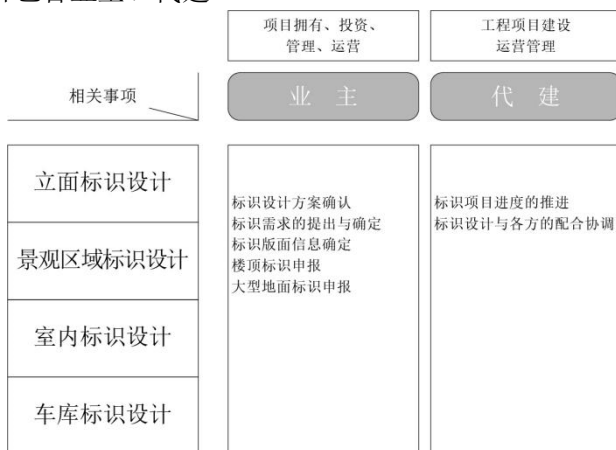 项目拥有、投资、
管理、运营
工程项目建设
运营管理
相关事项
业 主
代 建
立面标识设计
景观区域标识设计
室内标识设计
车库标识设计
标识设计方案确认
标识需求的提出与确定
标识版面信息确定
楼顶标识申报
大型地面标识申报
标识项目进度的推进
标识设计与各方的配合协调